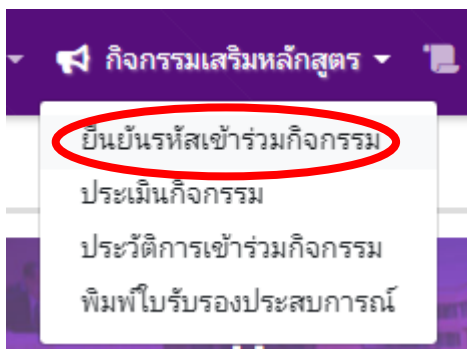 กิจกรรมเสริมหลักสูตร
ยืนยันรหัสเข้าร่วมกิจกรรม
ประเมินกิจกรรม
ประวัติการเข้าร่วมกิจกรรม
พิมพ์ใบรับรองประสบการณ์